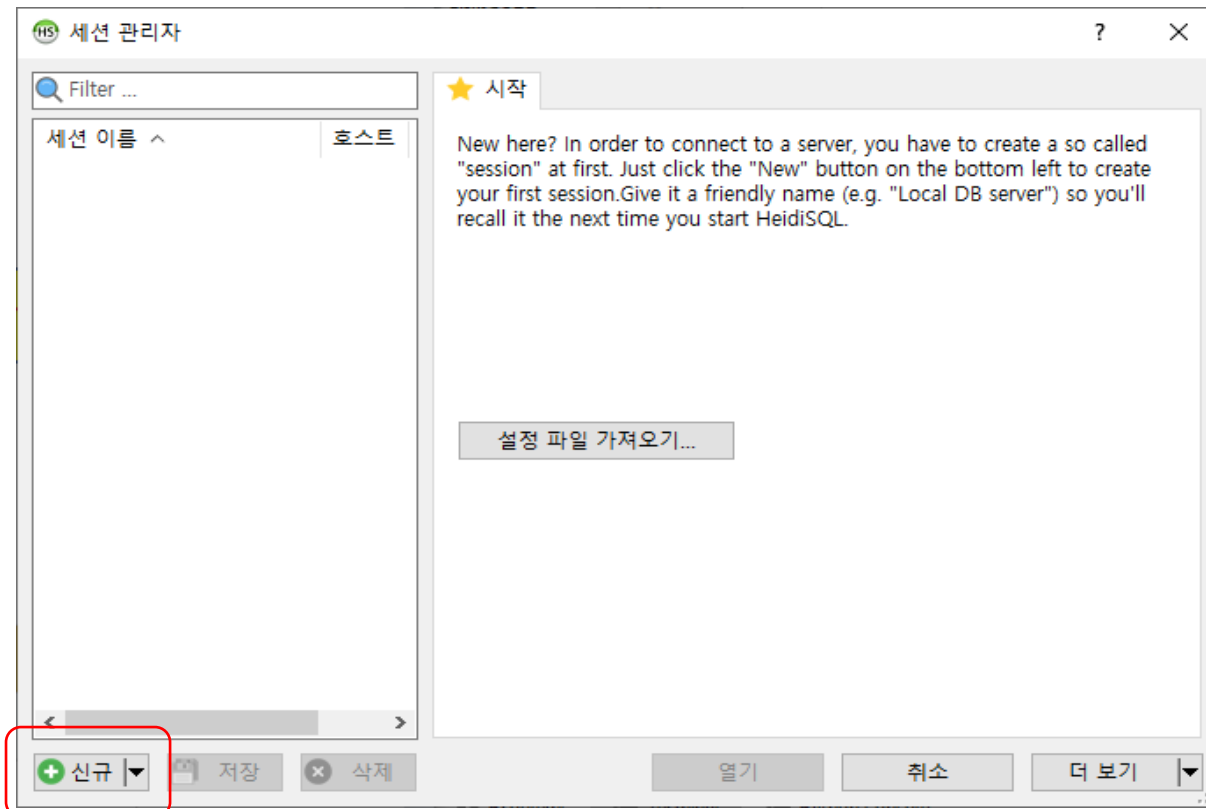 HS 세션 관리자 ?
Filter ...
세션 이름 호스트
시작
New here? In order to connect to a server, you have to create a so called
"session" at first. Just click the "New" button on the bottom left to create
your first session.Give it a friendly name (e.g. "Local DB server") so you'll
recall it the next time you start HeidiSQL.
설정 파일 가져오기...
신규 저장 삭제 열기 취소 더 보기